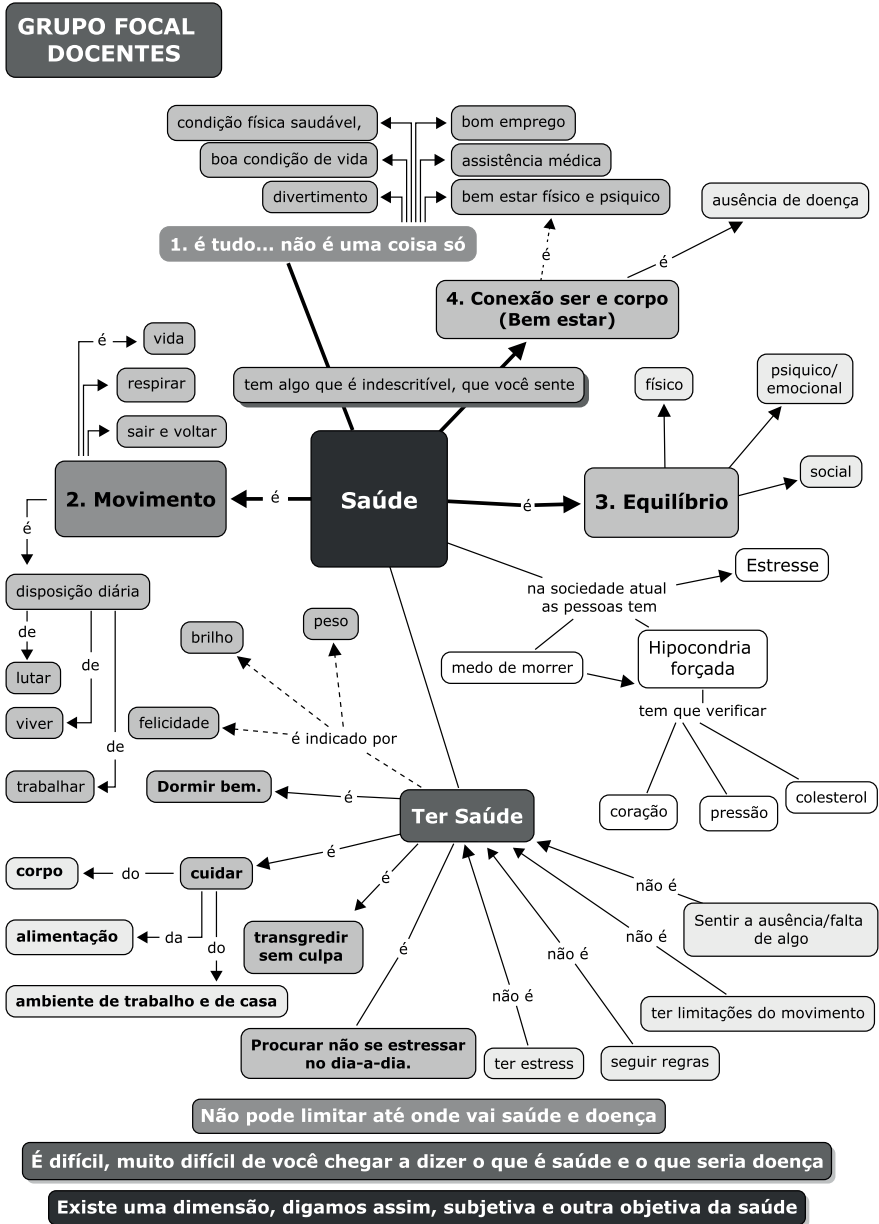 GRUPO FOCAL
DOCENTES
condição física saudável,
bom emprego
boa condição de vida
assistência médica
divertimento
bem estar físico e psiquico
ausência de doença
1. é tudo... não é uma coisa só
é
é
4. Conexão ser e corpo
(Bem estar)
é
vida
respirar
sair e voltar
tem algo que é indescritível, que você sente
físico
psiquico/
emocional
social
2. Movimento
é
Saúde
é
3. Equilíbrio
é
disposição diária
de
lutar
de
viver
de
trabalhar
na sociedade atual
as pessoas tem
Estresse
medo de morrer
Hipocondria
forçada
tem que verificar
coração
pressão
colesterol
brilho
peso
felicidade
é indicado por
Dormir bem.
é
Ter Saúde
é
corpo
do
cuidar
é
alimentação
da
do
transgredir
sem culpa
ambiente de trabalho e de casa
é
Procurar não se estressar
no dia-a-dia.
não é
ter estress
não é
seguir regras
não é
ter limitações do movimento
não é
Sentir a ausência/falta
de algo
Não pode limitar até onde vai saúde e doença
É difícil, muito difícil de você chegar a dizer o que é saúde e o que seria doença
Existe uma dimensão, digamos assim, subjetiva e outra objetiva da saúde